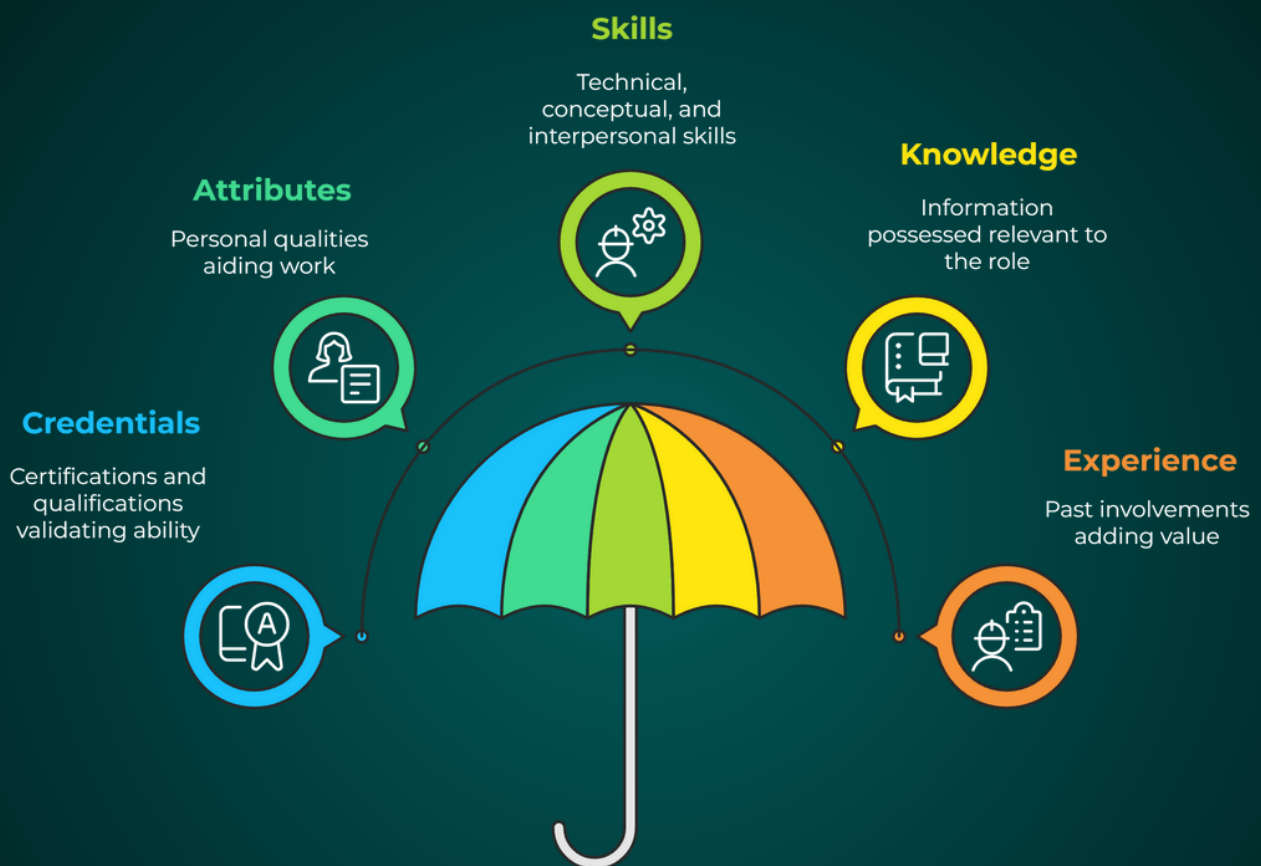 Skills
Technical,
conceptual, and
interpersonal skills
Knowledge
Information
possessed relevant to
the role
Attributes
Personal qualities
aiding work
Credentials
Certifications and
qualifications
validating ability
Experience
Past involvements
adding value
A